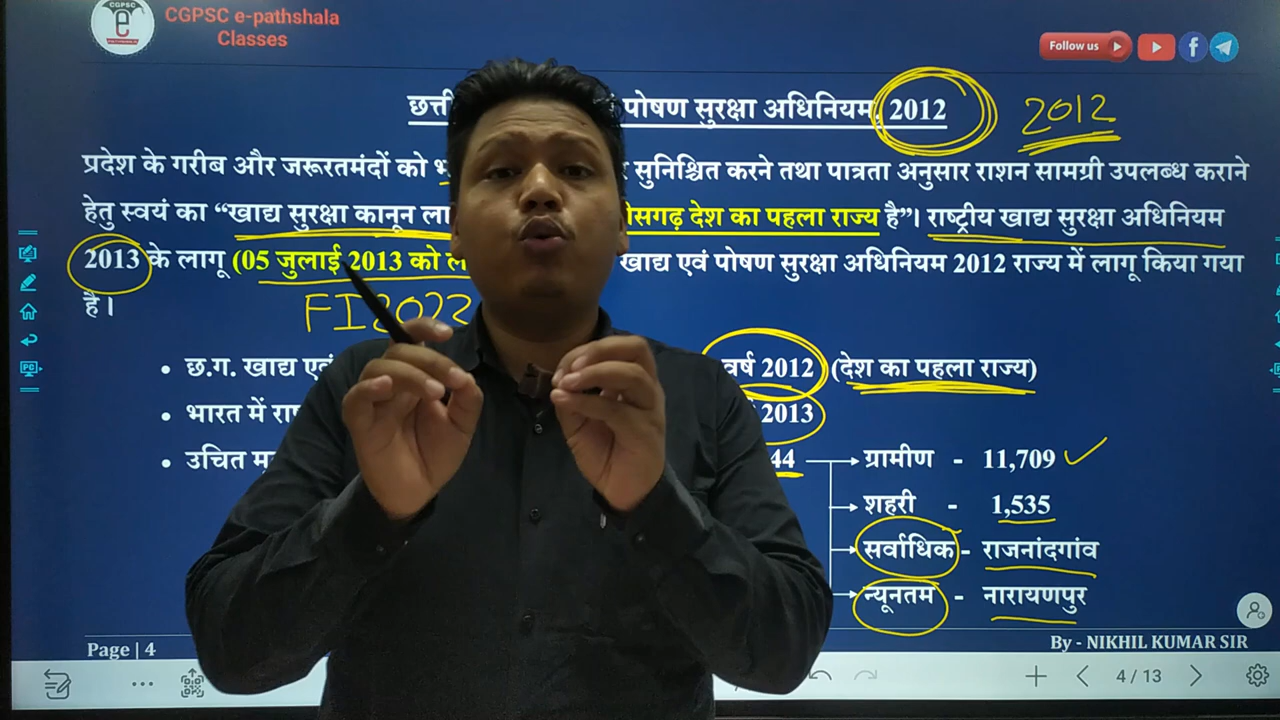 CGPSC e-pathshala
Classes
Follow us
पोषण सुरक्षा अधिनियम, 2012
2012
प्रदेश के गरीब और जरूरतमंदों को
सुनिश्चित करने तथा पात्रता अनुसार राशन सामग्री उपलब्ध कराने
हेतु स्वयं का “खाद्य सुरक्षा कानून
देश का पहला राज्य है”। राष्ट्रीय खाद्य सुरक्षा अधिनियम
2013 के लागू (05 जुलाई 2013 को
खाद्य एवं पोषण सुरक्षा अधिनियम 2012 राज्य में लागू किया गया
है।
FI2022
• छ.ग. खाद्य
वर्ष 2012 (देश का पहला राज्य)
• भारत में
2013
• उचित
44
ग्रामीण - 11,709
शहरी - 1,535
सर्वाधिक - राजनांदगांव
न्यूनतम - नारायणपुर
Page | 4
By - NIKHIL KUMAR SIR
4 / 13